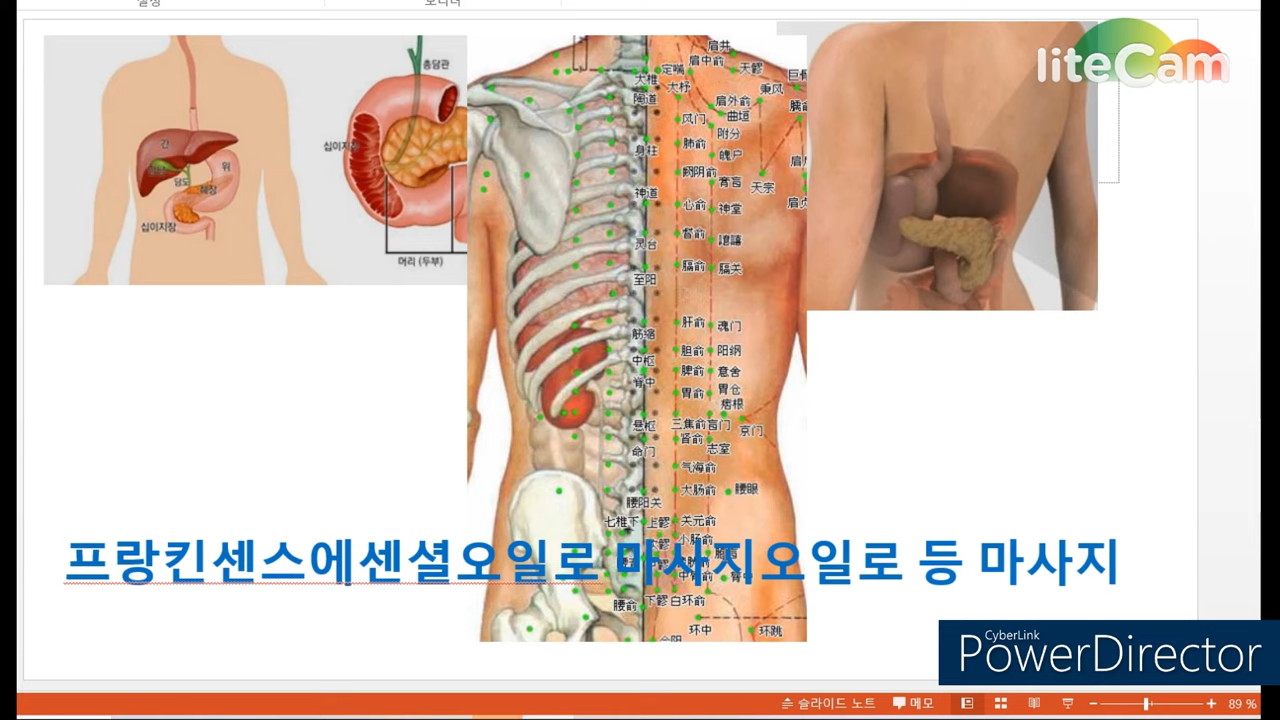 liteCam
총담관
십이지장
머리 (두부)
간
위
담도
췌장
십이지장
肩井
肩中俞
定喘
天髎
大椎
大杼
陶道
肩外俞
秉风
曲垣
风门
附分
身柱
肺俞
魄户
厥阴俞
膏肓
天宗
神道
心俞
神堂
督俞
譩譆
灵台
膈俞
膈关
至阳
肝俞
魂门
筋缩
胆俞
阳纲
中枢
脾俞
意舍
脊中
胃俞
胃仓
痞根
悬枢
三焦俞
肓门
京门
肾俞
志室
命门
气海俞
大肠俞
腰眼
腰阳关
七椎下
上髎
关元俞
小肠俞
프랑킨센스에센셜오일로 마사지오일로 등 마사지
腰俞
下髎
白环俞
环中
环跳
CyberLink
PowerDirector
슬라이드 노트
메모
89 %